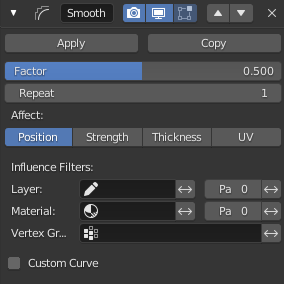 Smooth
Apply Copy
Factor 0.500
Repeat 1
Affect:
Position Strength Thickness UV
Influence Filters:
Layer: Pa 0
Material: Pa 0
Vertex Gr...
Custom Curve